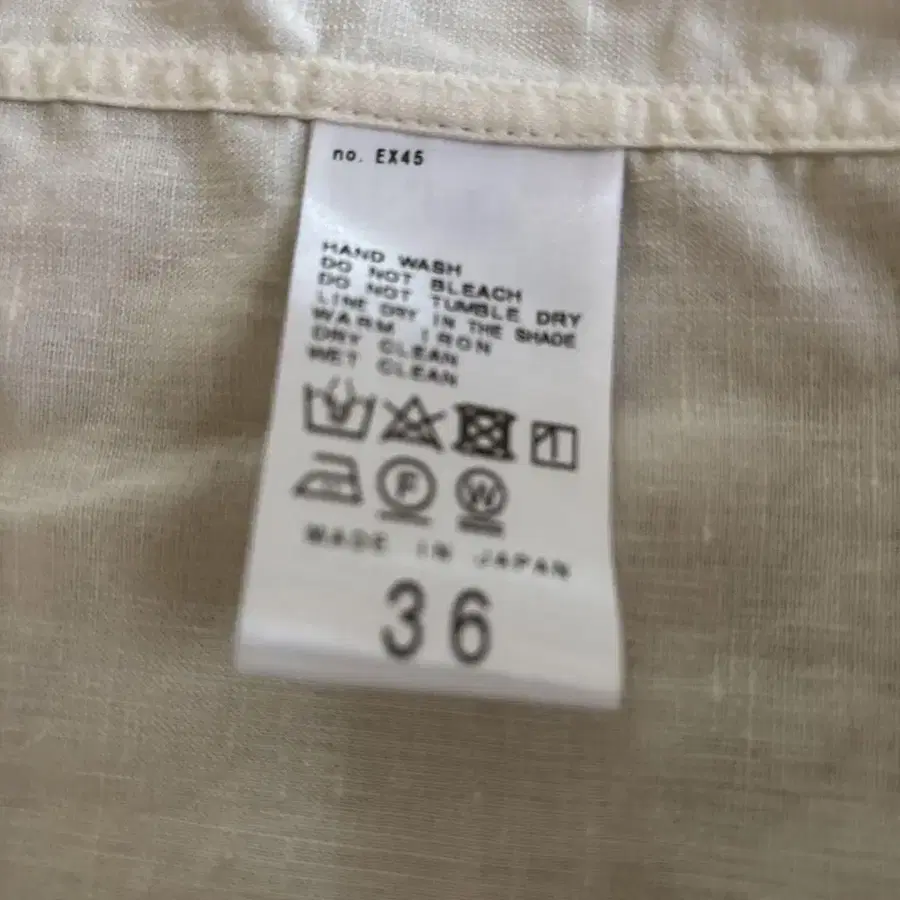 no. EX45
HAND WASH
DO NOT BLEACH
DO NOT TUMBLE DRY
LINE DRY IN THE SHADE
WARM IRON
DRY CLEAN
WET CLEAN
F W
MADE IN JAPAN
36